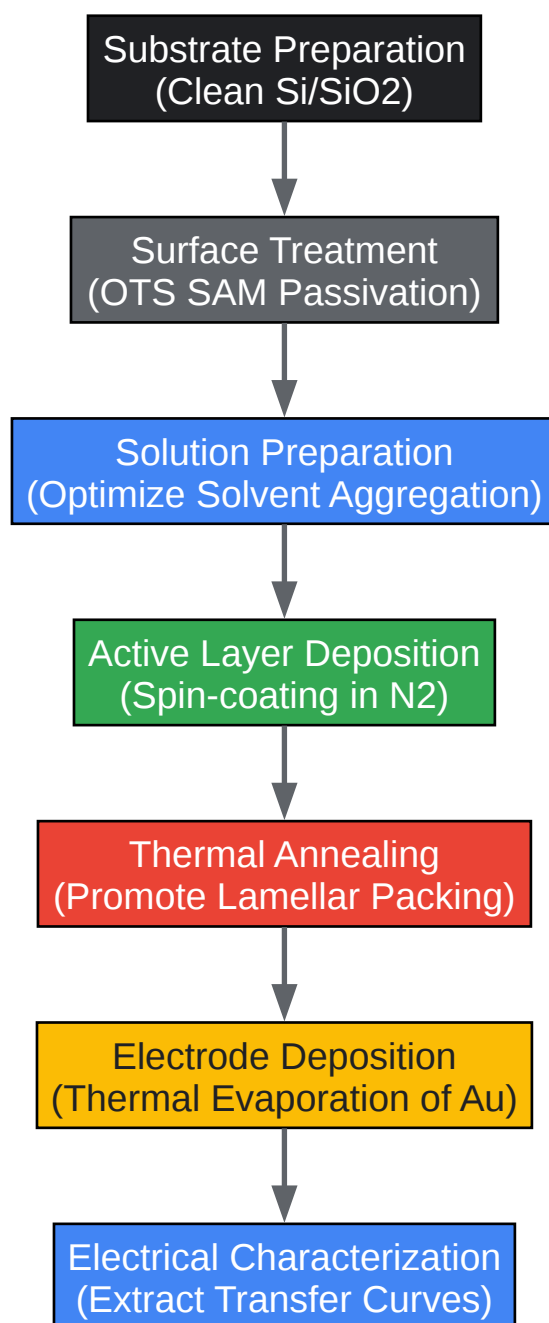 Substrate Preparation
(Clean Si/SiO2)
Surface Treatment
(OTS SAM Passivation)
Solution Preparation
(Optimize Solvent Aggregation)
Active Layer Deposition
(Spin-coating in N2)
Thermal Annealing
(Promote Lamellar Packing)
Electrode Deposition
(Thermal Evaporation of Au)
Electrical Characterization
(Extract Transfer Curves)